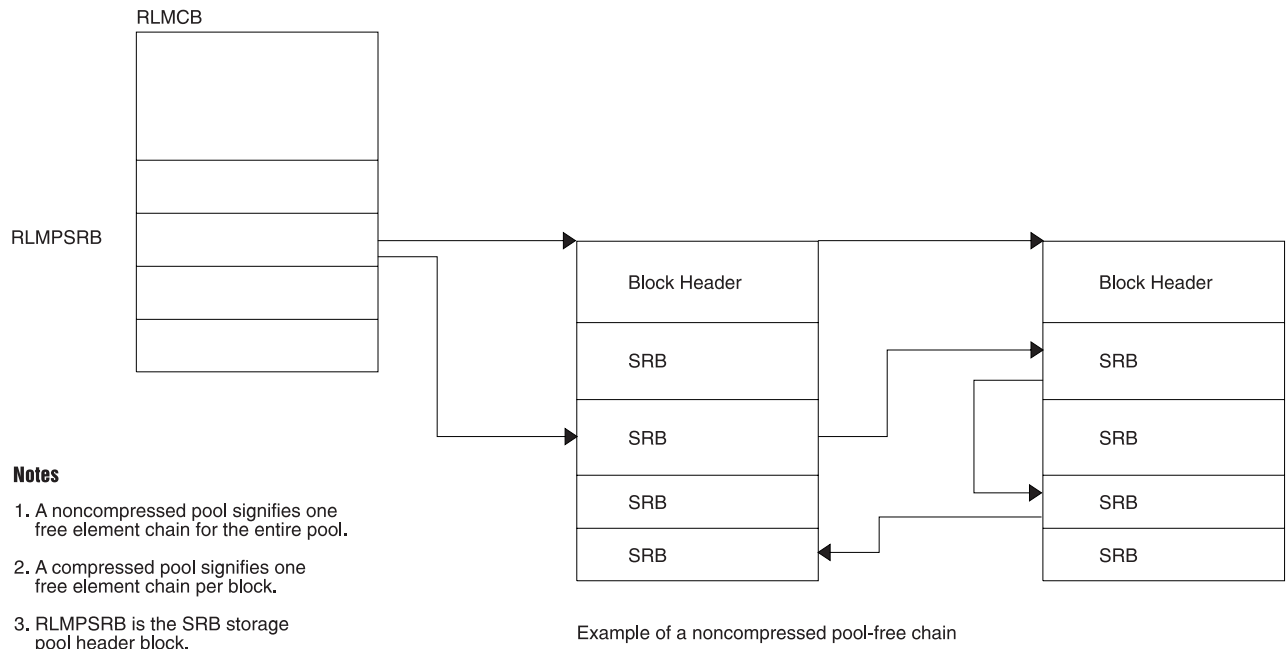 RLMCB
RLMPSRB
Block Header
SRB
SRB
SRB
SRB
Block Header
SRB
SRB
SRB
SRB
Notes
1. A noncompressed pool signifies one
free element chain for the entire pool.
2. A compressed pool signifies one
free element chain per block.
3. RLMPSRB is the SRB storage
pool header block.
Example of a noncompressed pool-free chain